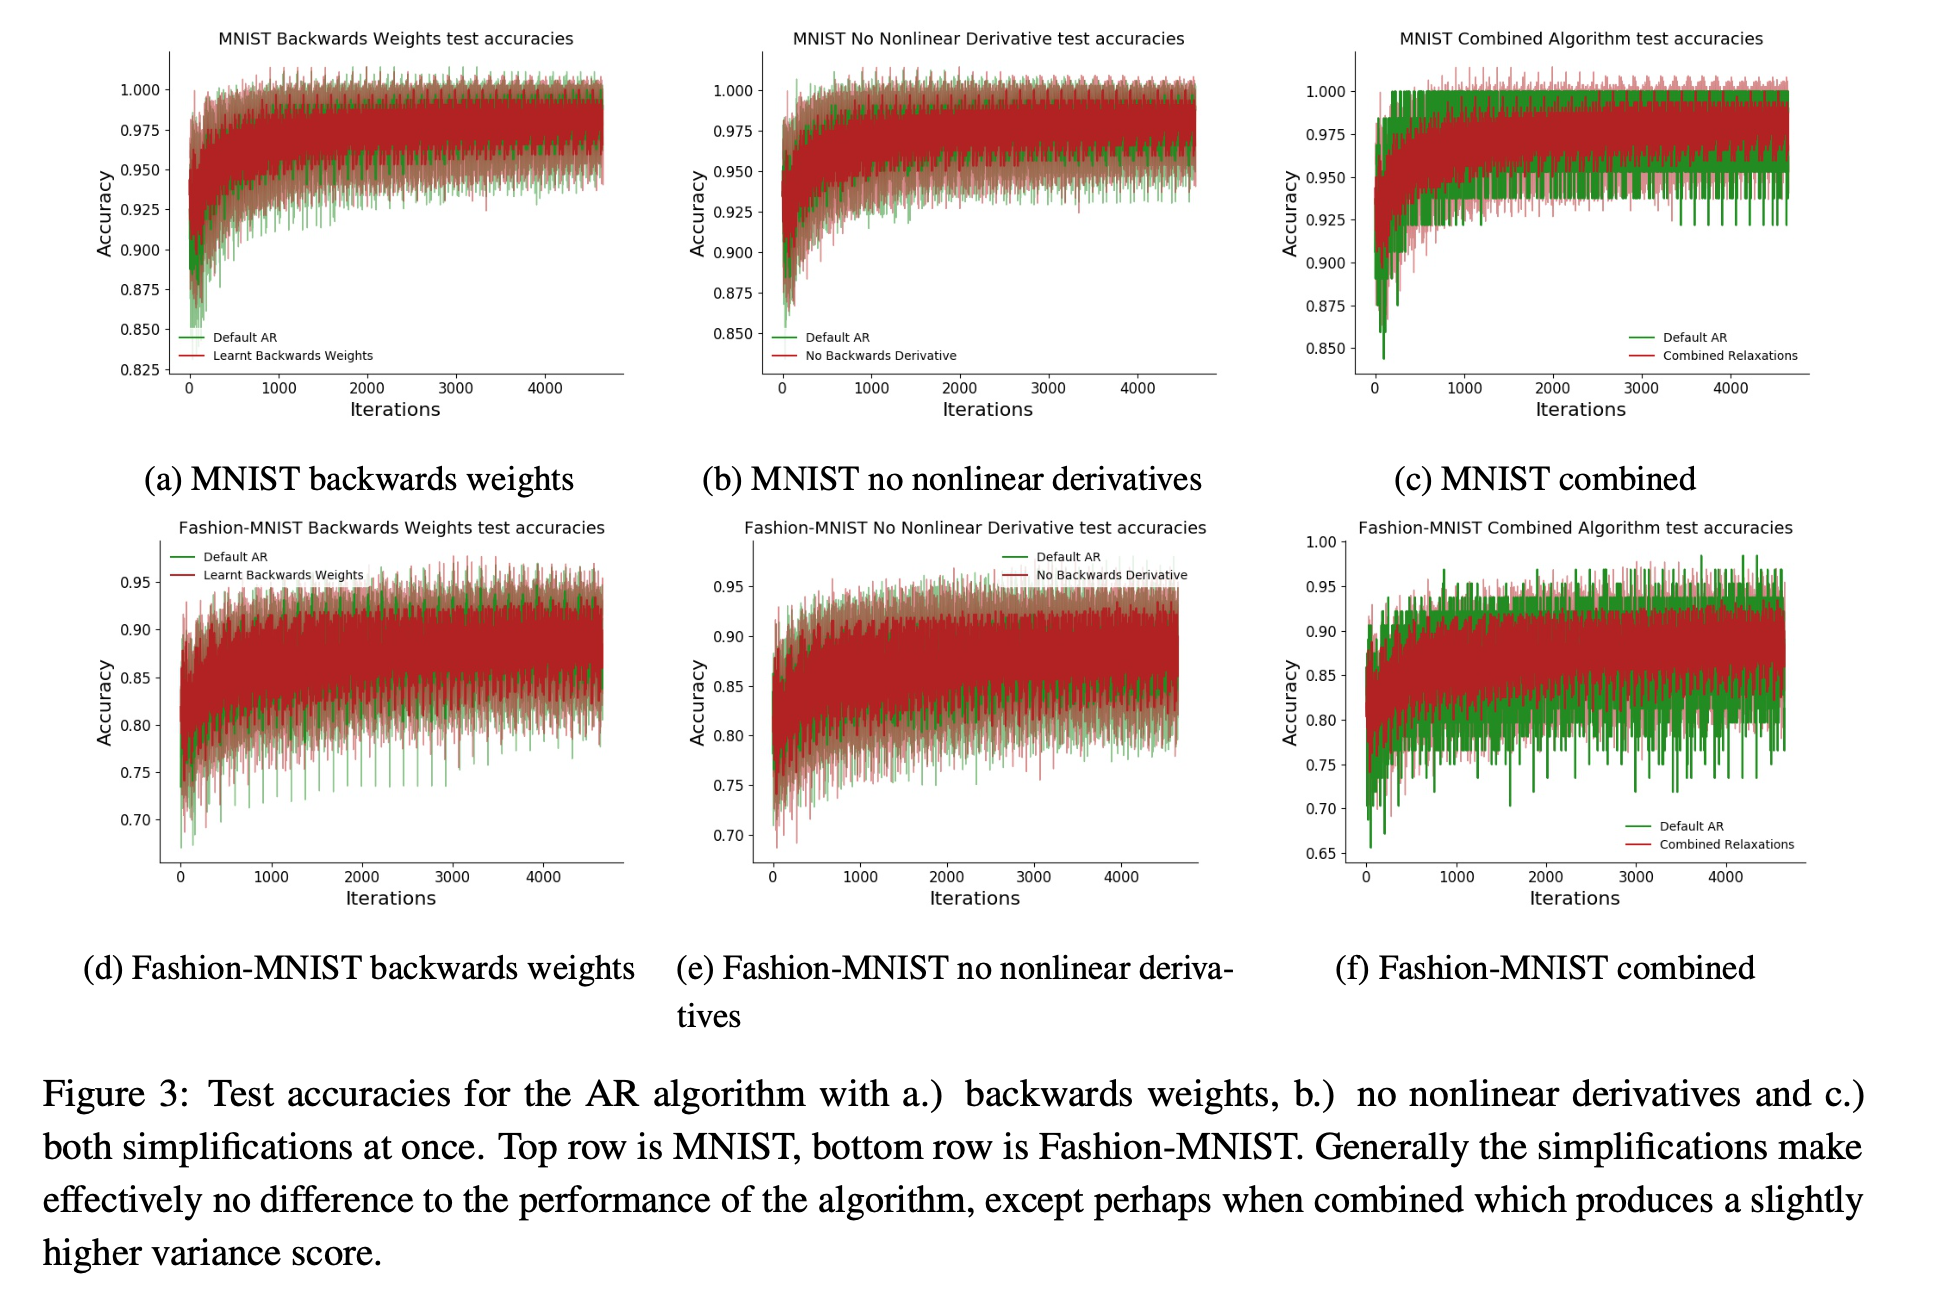 MNIST Backwards Weights test accuracies
1.000
0.975
0.950
0.925
0.900
0.875
0.850
0.825
Accuracy
Default AR
Learnt Backwards Weights
0 1000 2000 3000 4000
Iterations
(a) MNIST backwards weights
MNIST No Nonlinear Derivative test accuracies
1.000
0.975
0.950
0.925
0.900
0.875
0.850
Accuracy
Default AR
No Backwards Derivative
0 1000 2000 3000 4000
Iterations
(b) MNIST no nonlinear derivatives
MNIST Combined Algorithm test accuracies
1.000
0.975
0.950
0.925
0.900
0.875
0.850
Accuracy
Default AR
Combined Relaxations
0 1000 2000 3000 4000
Iterations
(c) MNIST combined
Fashion-MNIST Backwards Weights test accuracies
Default AR
Learnt Backwards Weights
0.95
0.90
0.85
0.80
0.75
0.70
Accuracy
0 1000 2000 3000 4000
Iterations
(d) Fashion-MNIST backwards weights
Fashion-MNIST No Nonlinear Derivative test accuracies
Default AR
No Backwards Derivative
0.95
0.90
0.85
0.80
0.75
0.70
Accuracy
0 1000 2000 3000 4000
Iterations
(e) Fashion-MNIST no nonlinear deriva-
tives
Fashion-MNIST Combined Algorithm test accuracies
1.00
0.95
0.90
0.85
0.80
0.75
0.70
0.65
Accuracy
Default AR
Combined Relaxations
0 1000 2000 3000 4000
Iterations
(f) Fashion-MNIST combined
Figure 3: Test accuracies for the AR algorithm with a.) backwards weights, b.) no nonlinear derivatives and c.)
both simplifications at once. Top row is MNIST, bottom row is Fashion-MNIST. Generally the simplifications make
effectively no difference to the performance of the algorithm, except perhaps when combined which produces a slightly
higher variance score.